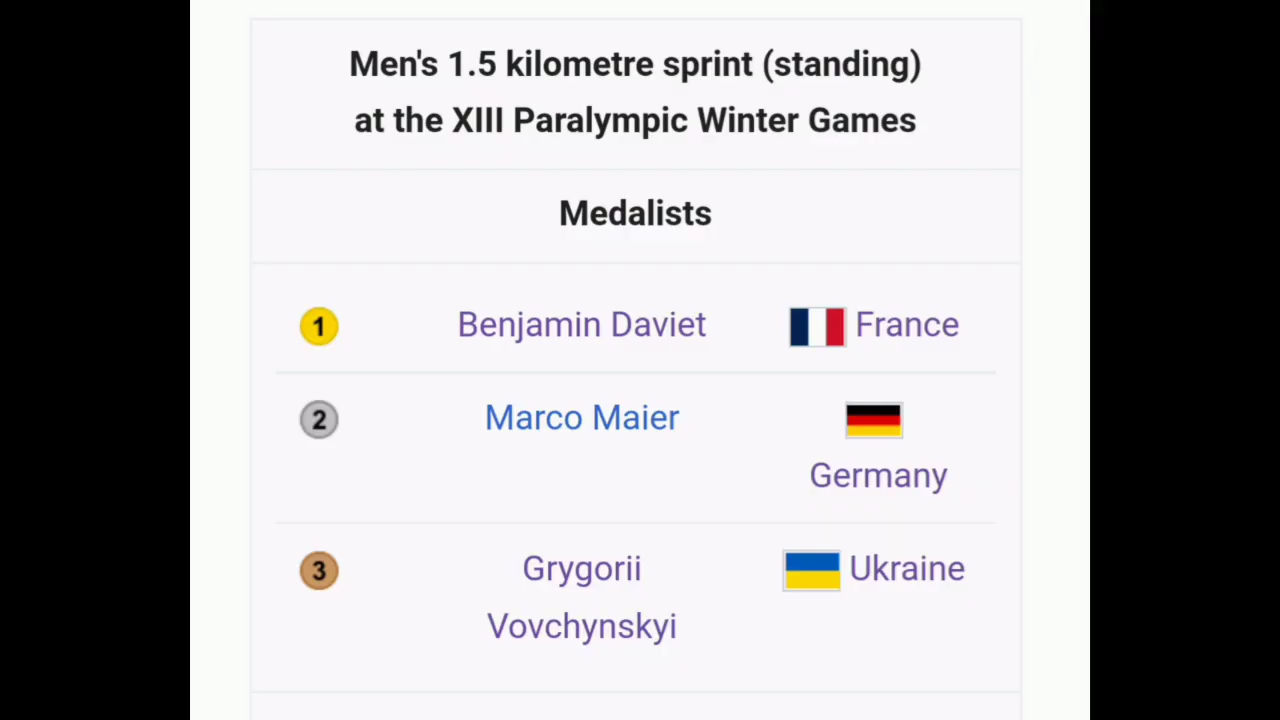 Men's 1.5 kilometre sprint (standing)
at the XIII Paralympic Winter Games
Medalists
1 Benjamin Daviet France
2 Marco Maier
Germany
3 Grygorii Ukraine
Vovchynskyi